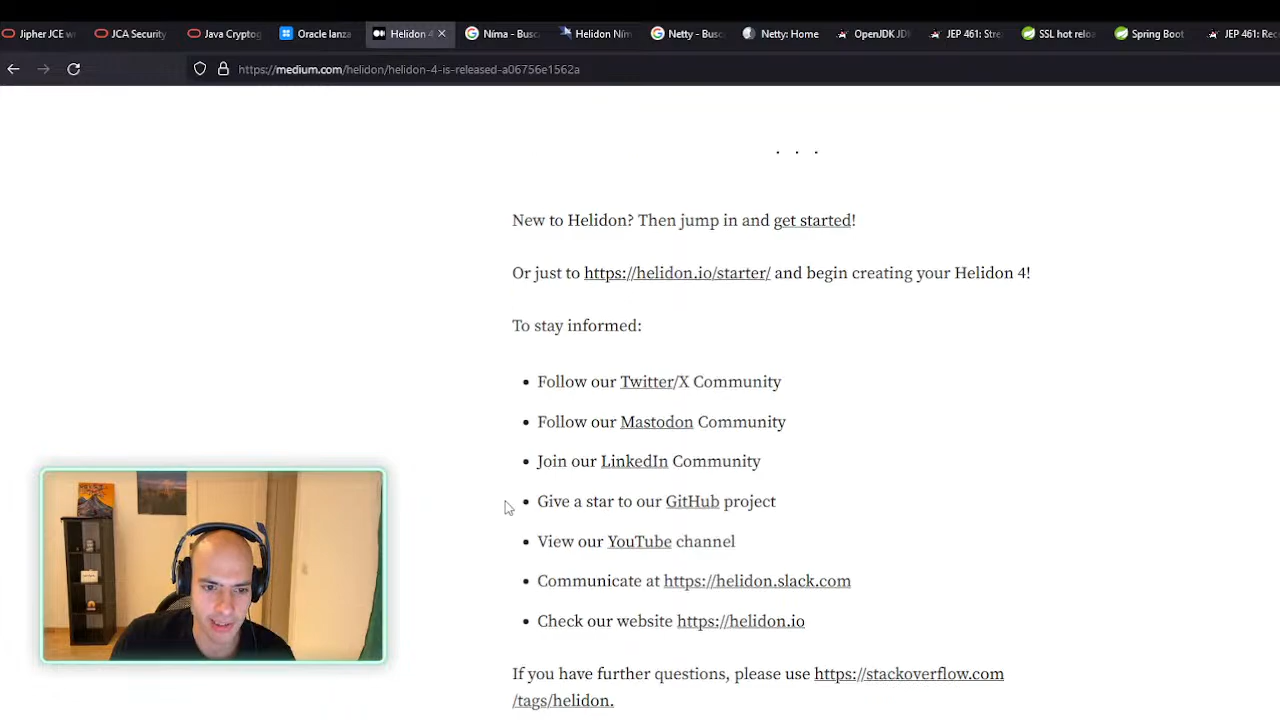 Jipher JCE w
JCA Security
Java Cryptog
Oracle lanza
Helidon 4
Níma - Busc
Helidon Ním
Netty - Busc
Netty: Home
OpenJDK JDK
JEP 461: Stre
SSL hot relo
Spring Boot
JEP 461: Rec
https://medium.com/helidon/helidon-4-is-released-a06756e1562a
. . .
New to Helidon? Then jump in and get started!
Or just to https://helidon.io/starter/ and begin creating your Helidon 4!
To stay informed:
• Follow our Twitter/X Community
• Follow our Mastodon Community
• Join our LinkedIn Community
• Give a star to our GitHub project
• View our YouTube channel
• Communicate at https://helidon.slack.com
• Check our website https://helidon.io
If you have further questions, please use https://stackoverflow.com
/tags/helidon.